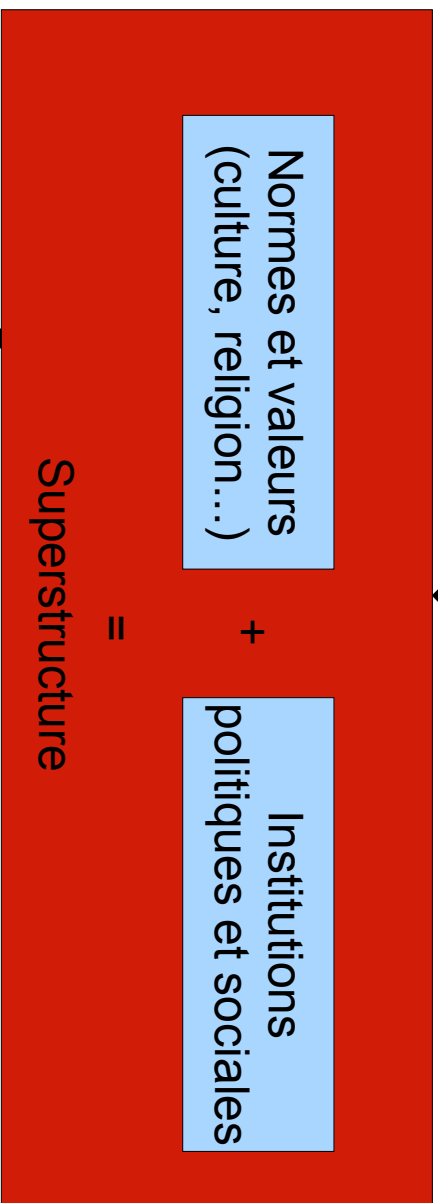 Normes et valeurs
(culture, religion…)
+
Institutions
politiques et sociales
=
Superstructure